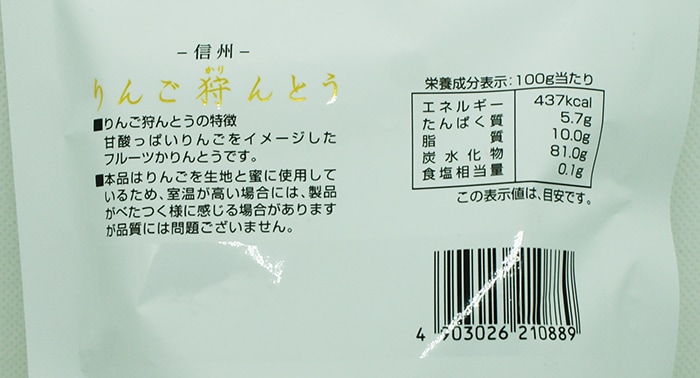 －信州－
かり
りんご狩んとう
■りんご狩んとうの特徴
甘酸っぱいりんごをイメージした
フルーツかりんとうです。
■本品はりんごを生地と蜜に使用して
いるため、室温が高い場合には、製品
がべたつく様に感じる場合があります
が品質には問題ございません。
栄養成分表示：100g当たり
エネルギー 437kcal
たんぱく質 5.7g
脂質 10.0g
炭水化物 81.0g
食塩相当量 0.1g
この表示値は、目安です。
4 903026 210889